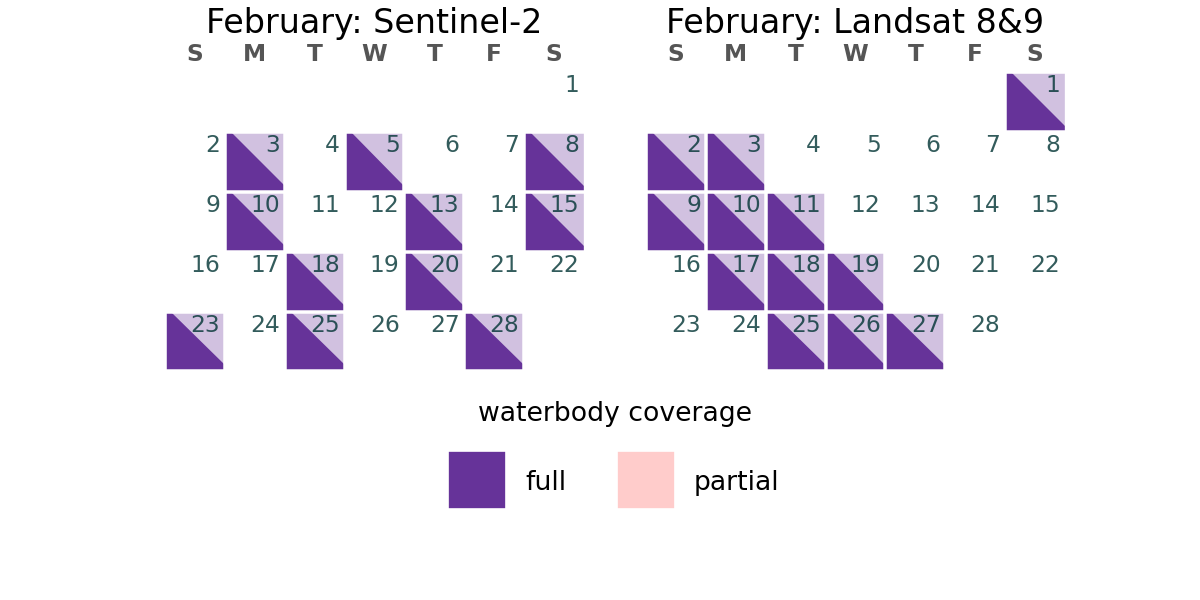 February: Sentinel-2
S M T W T F S
1
2 3 4 5 6 7 8
9 10 11 12 13 14 15
16 17 18 19 20 21 22
23 24 25 26 27 28
February: Landsat 8&9
S M T W T F S
1
2 3 4 5 6 7 8
9 10 11 12 13 14 15
16 17 18 19 20 21 22
23 24 25 26 27 28
waterbody coverage
full partial